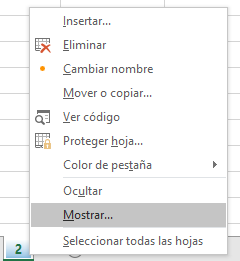 Insertar...
Eliminar
Cambiar nombre
Mover o copiar...
Ver código
Proteger hoja...
Color de pestaña
Ocultar
Mostrar...
Seleccionar todas las hojas
2